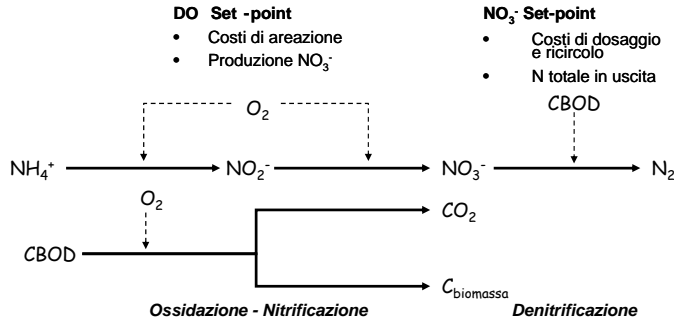 DO Set -point
• Costi di areazione
• Produzione NO₃⁻
NO₃⁻ Set-point
• Costi di dosaggio
e ricircolo
• N totale in uscita
O₂
CBOD
NH₄⁺ NO₂⁻ NO₃⁻ N₂
O₂
CO₂
CBOD
C biomassa
Ossidazione - Nitrificazione
Denitrificazione